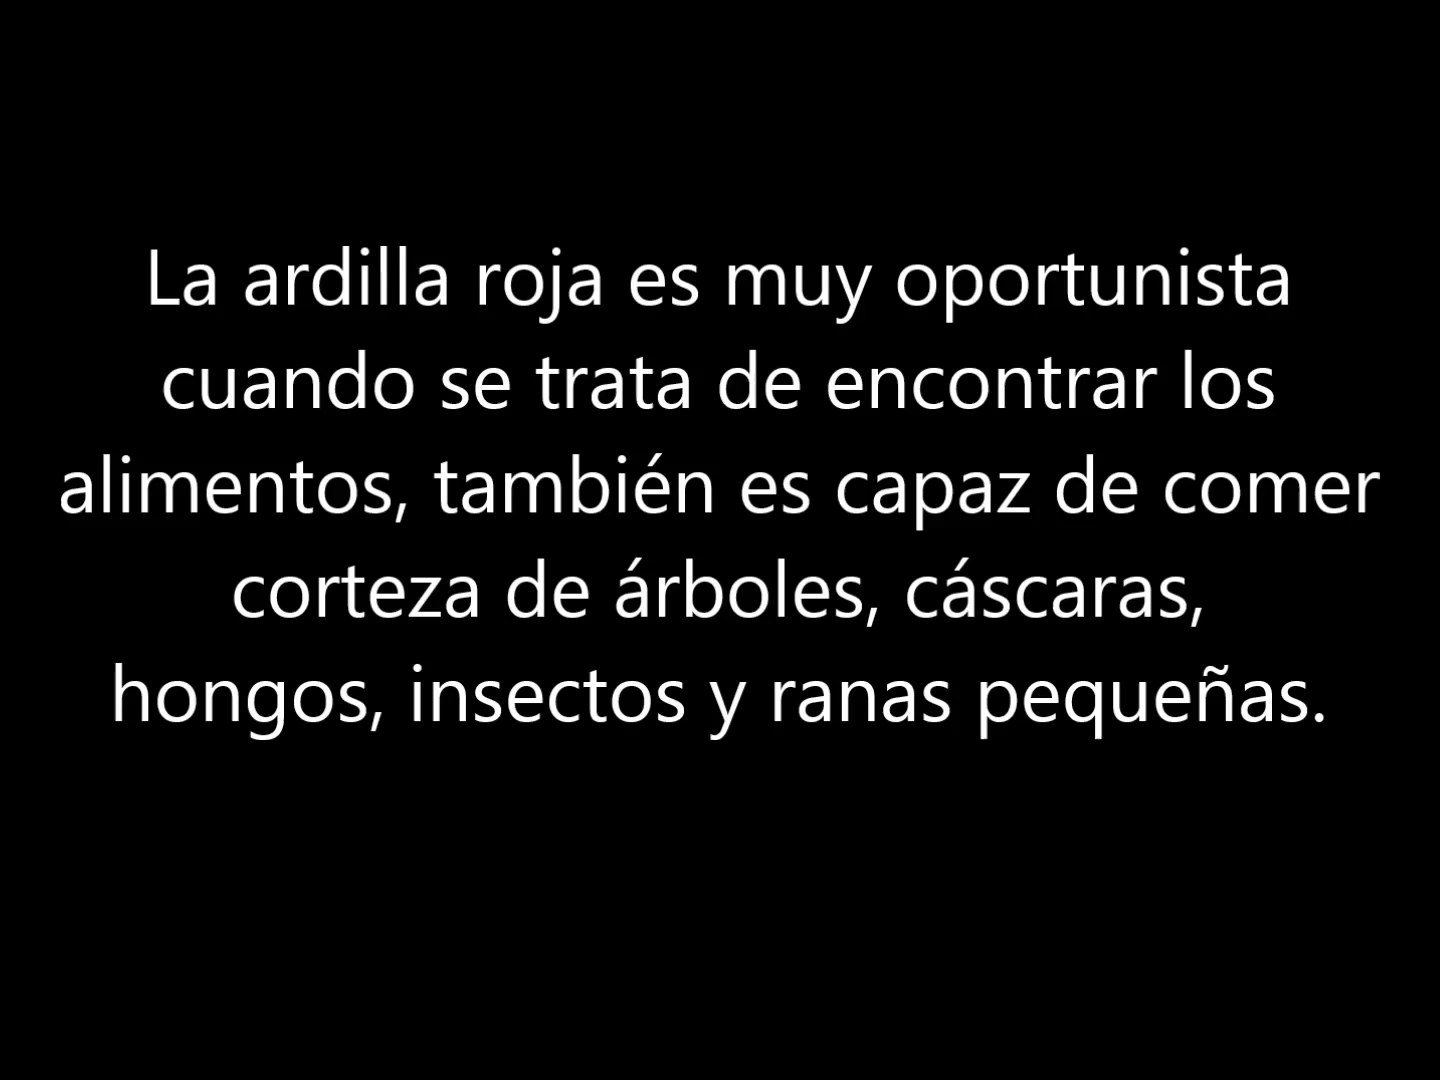 La ardilla roja es muy oportunista
cuando se trata de encontrar los
alimentos, también es capaz de comer
corteza de árboles, cáscaras,
hongos, insectos y ranas pequeñas.